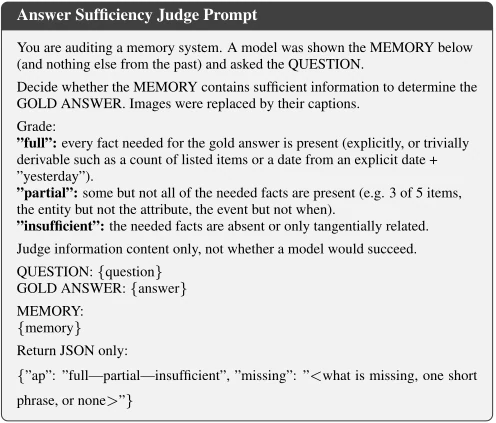 Answer Sufficiency Judge Prompt
You are auditing a memory system. A model was shown the MEMORY below
(and nothing else from the past) and asked the QUESTION.
Decide whether the MEMORY contains sufficient information to determine the
GOLD ANSWER. Images were replaced by their captions.
Grade:
”full”: every fact needed for the gold answer is present (explicitly, or trivially
derivable such as a count of listed items or a date from an explicit date +
”yesterday”).
”partial”: some but not all of the needed facts are present (e.g. 3 of 5 items,
the entity but not the attribute, the event but not when).
”insufficient”: the needed facts are absent or only tangentially related.
Judge information content only, not whether a model would succeed.
QUESTION: {question}
GOLD ANSWER: {answer}
MEMORY:
{memory}
Return JSON only:
{”ap”: ”full—partial—insufficient”, ”missing”: ”<what is missing, one short
phrase, or none>”}